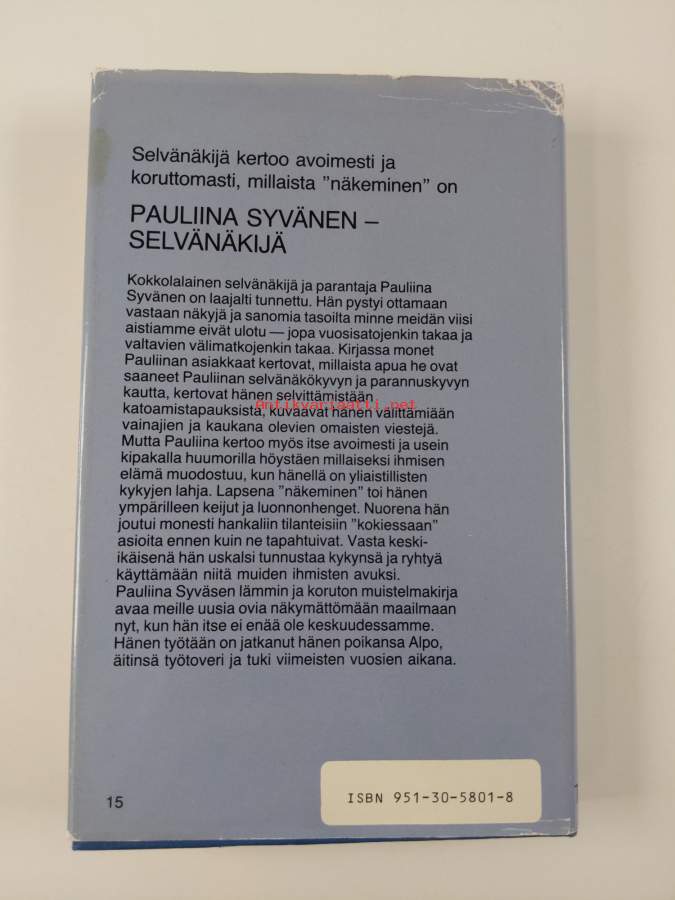 Selvänäkijä kertoo avoimesti ja
koruttomasti, millaista ”näkeminen” on
PAULIINA SYVÄNEN –
SELVÄNÄKIJÄ
Kokkolalainen selvänäkijä ja parantaja Pauliina
Syvänen on laajalti tunnettu. Hän pystyi ottamaan
vastaan näkyjä ja sanomia tasoilta minne meidän viisi
aistiamme eivät ulotu — jopa vuosisatojenkin takaa ja
valtavien välimatkojenkin takaa. Kirjassa monet
Pauliinan asiakkaat kertovat, millaista apua he ovat
saaneet Pauliinan selvänäkökyvyn ja parannuskyvyn
kautta, kertovat hänen selvittämistään
antikvariaatti.net
katoamistapauksista, kuvaavat hänen välittämiään
vainajien ja kaukana olevien omaisten viestejä.
Mutta Pauliina kertoo myös itse avoimesti ja usein
kipakalla huumorilla höystäen millaiseksi ihmisen
elämä muodostuu, kun hänellä on yliaistillisten
kykyjen lahja. Lapsena ”näkeminen” toi hänen
ympärilleen keijut ja luonnonhenget. Nuorena hän
joutui monesti hankaliin tilanteisiin ”kokiessaan”
asioita ennen kuin ne tapahtuivat. Vasta keski-
ikäisenä hän uskalsi tunnustaa kykynsä ja ryhtyä
käyttämään niitä muiden ihmisten avuksi.
Pauliina Syväsen lämmin ja koruton muistelmakirja
avaa meille uusia ovia näkymättömään maailmaan
nyt, kun hän itse ei enää ole keskuudessamme.
Hänen työtään on jatkanut hänen poikansa Alpo,
äitinsä työtoveri ja tuki viimeisten vuosien aikana.
15
ISBN 951-30-5801-8